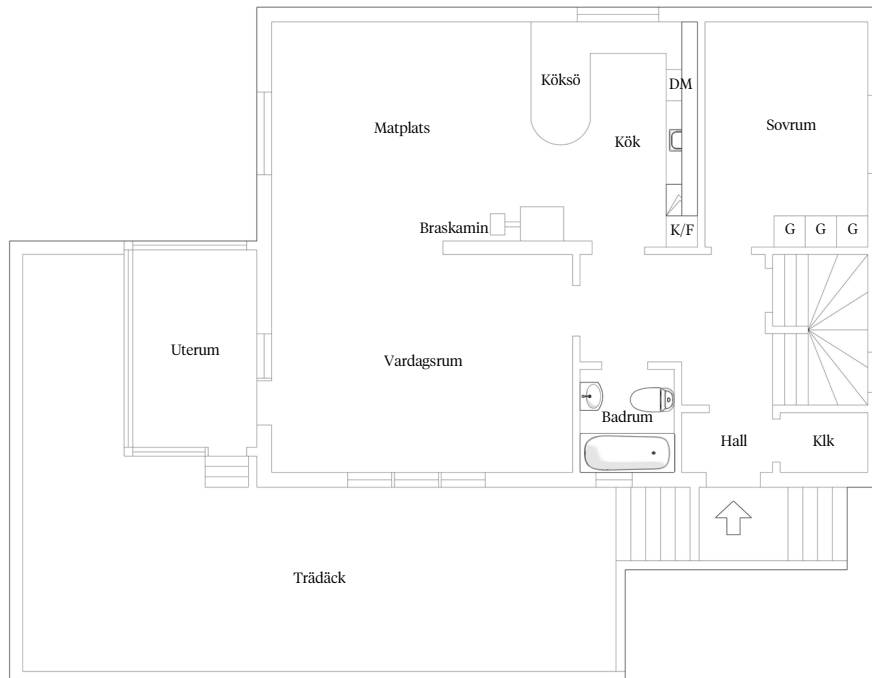 Köksö
DM
Matplats
Kök
Sovrum
Braskamin
K/F
G
G
G
Uterum
Vardagsrum
Badrum
Hall
Klk
Trädäck